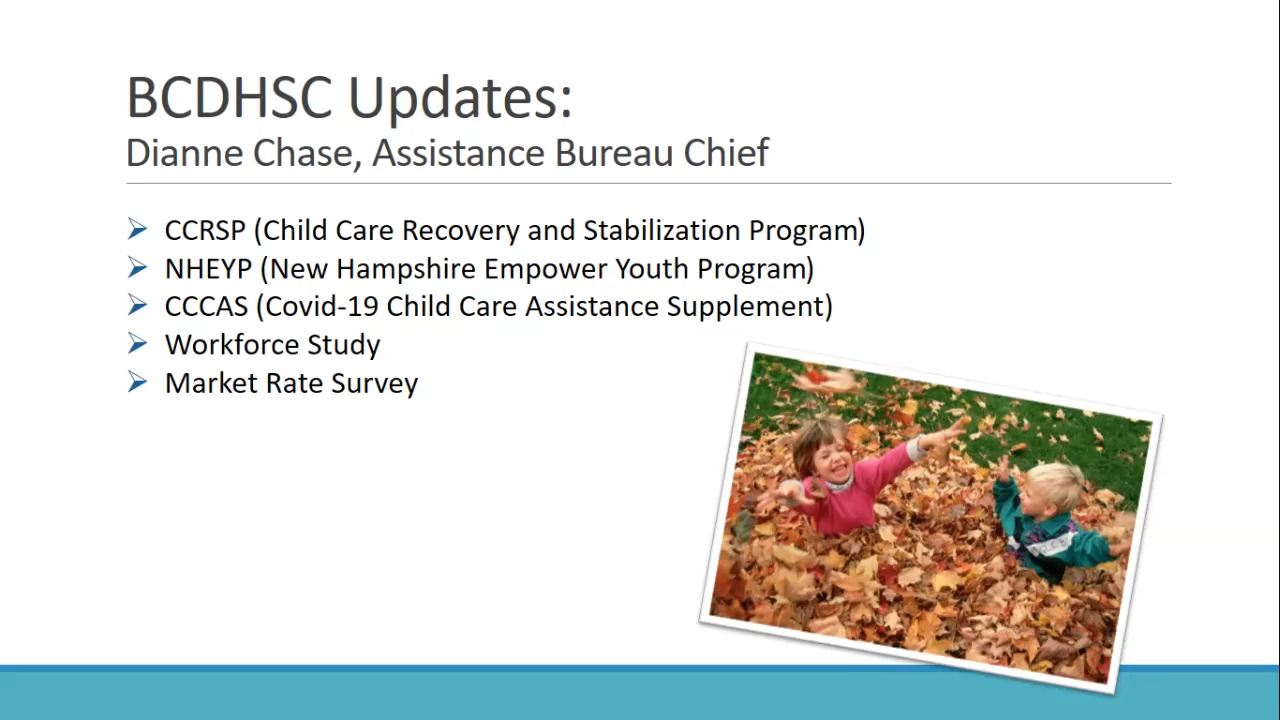 BCDHSC Updates:
Dianne Chase, Assistance Bureau Chief
CCRSP (Child Care Recovery and Stabilization Program)
NHEYP (New Hampshire Empower Youth Program)
CCCAS (Covid-19 Child Care Assistance Supplement)
Workforce Study
Market Rate Survey